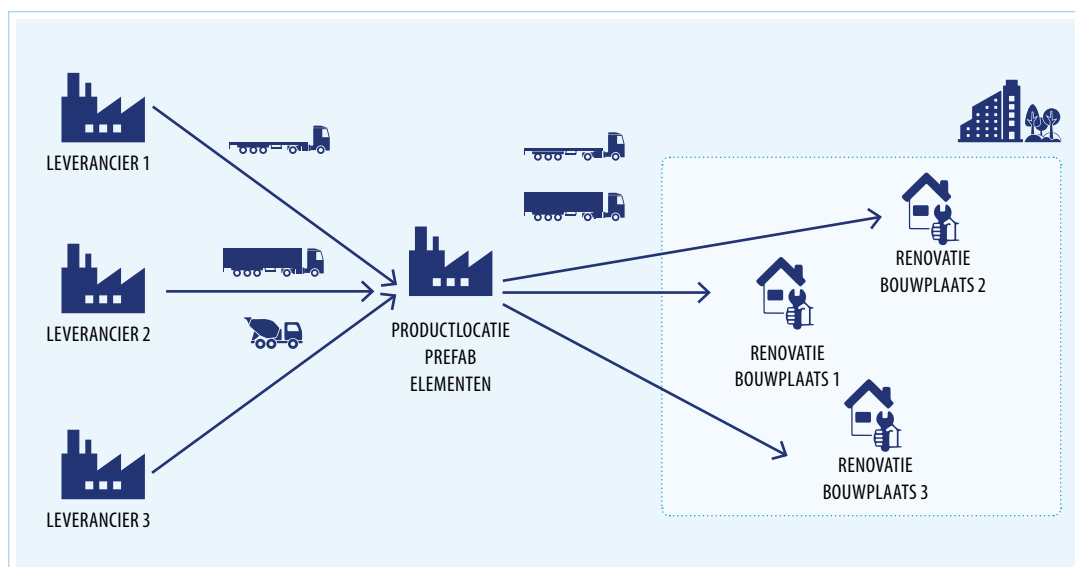 LEVERANCIER 1
LEVERANCIER 2
LEVERANCIER 3
PRODUCTLOCATIE
PREFAB
ELEMENTEN
RENOVATIE
BOUWPLAATS 2
RENOVATIE
BOUWPLAATS 1
RENOVATIE
BOUWPLAATS 3